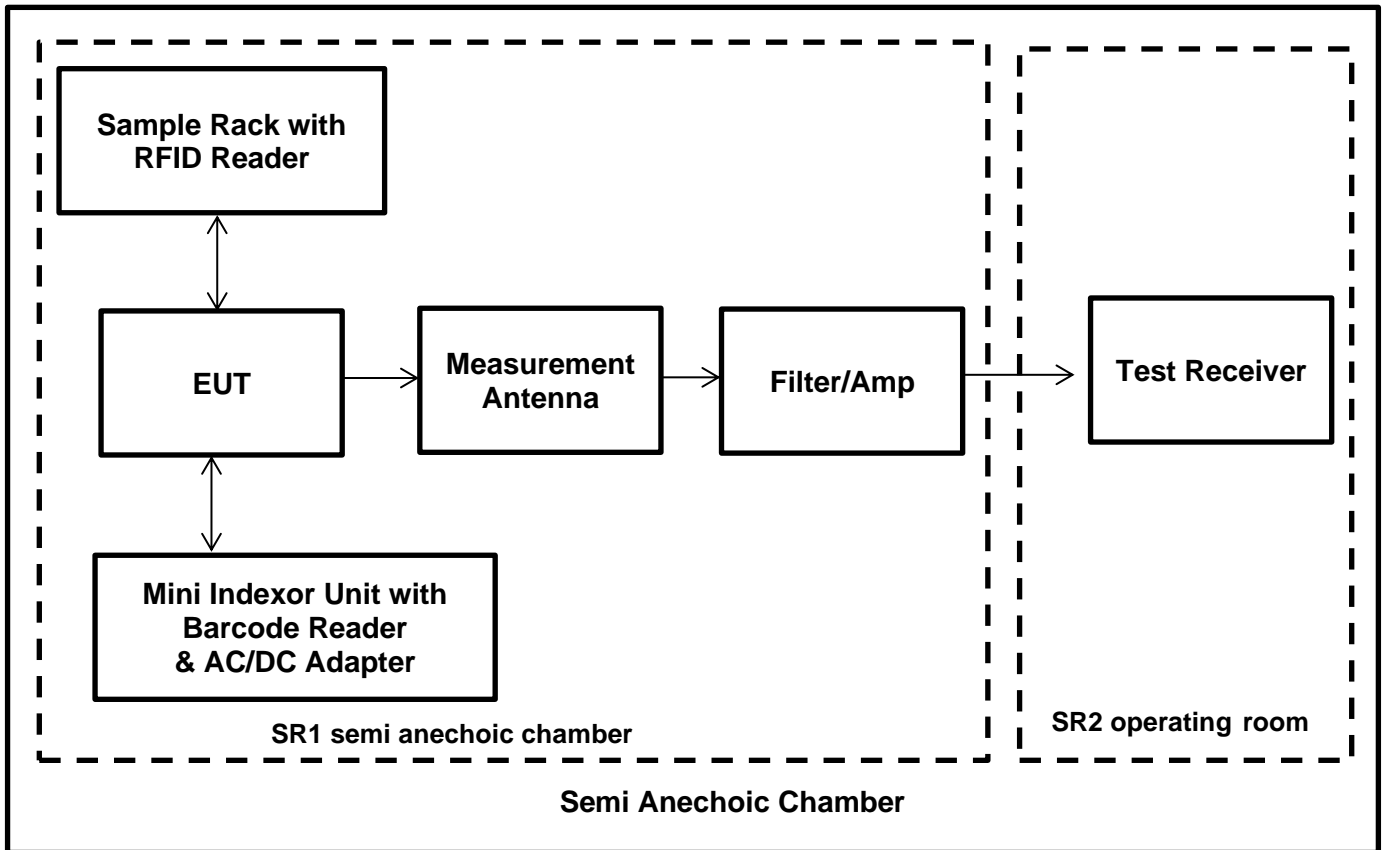 Sample Rack with
RFID Reader
EUT
Measurement
Antenna
Filter/Amp
Test Receiver
Mini Indexor Unit with
Barcode Reader
& AC/DC Adapter
SR1 semi anechoic chamber
SR2 operating room
Semi Anechoic Chamber